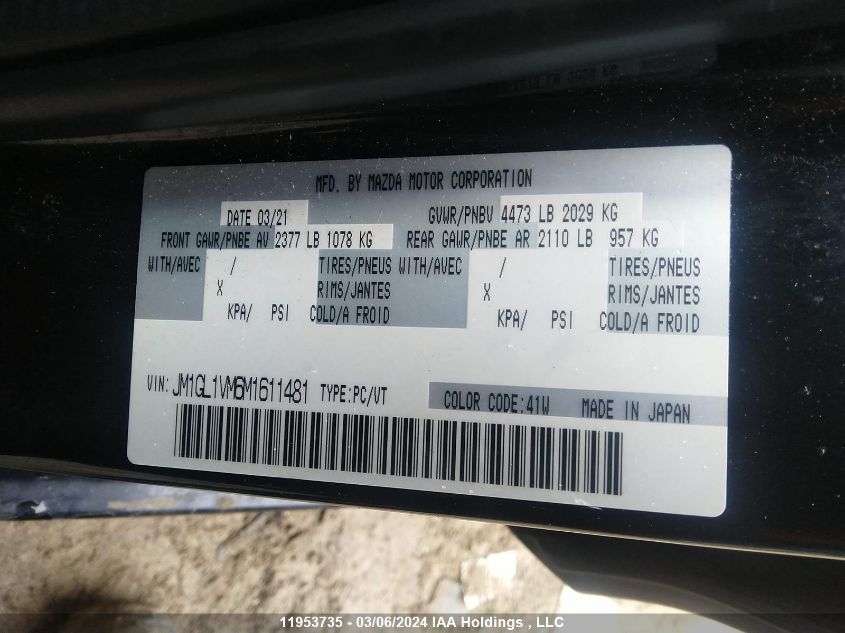 MFD. BY MAZDA MOTOR CORPORATION
DATE 03/21 GVWR/PNBV 4473 LB 2029 KG
FRONT GAWR/PNBE AV 2377 LB 1078 KG REAR GAWR/PNBE AR 2110 LB 957 KG
WITH/AVEC / TIRES/PNEUS WITH/AVEC / TIRES/PNEUS
X RIMS/JANTES X RIMS/JANTES
KPA/ PSI COLD/A FROID KPA/ PSI COLD/A FROID
VIN: JM1GL1VM6M1611481 TYPE:PC/VT COLOR CODE:41W MADE IN JAPAN
11953735 - 03/06/2024 IAA Holdings , LLC